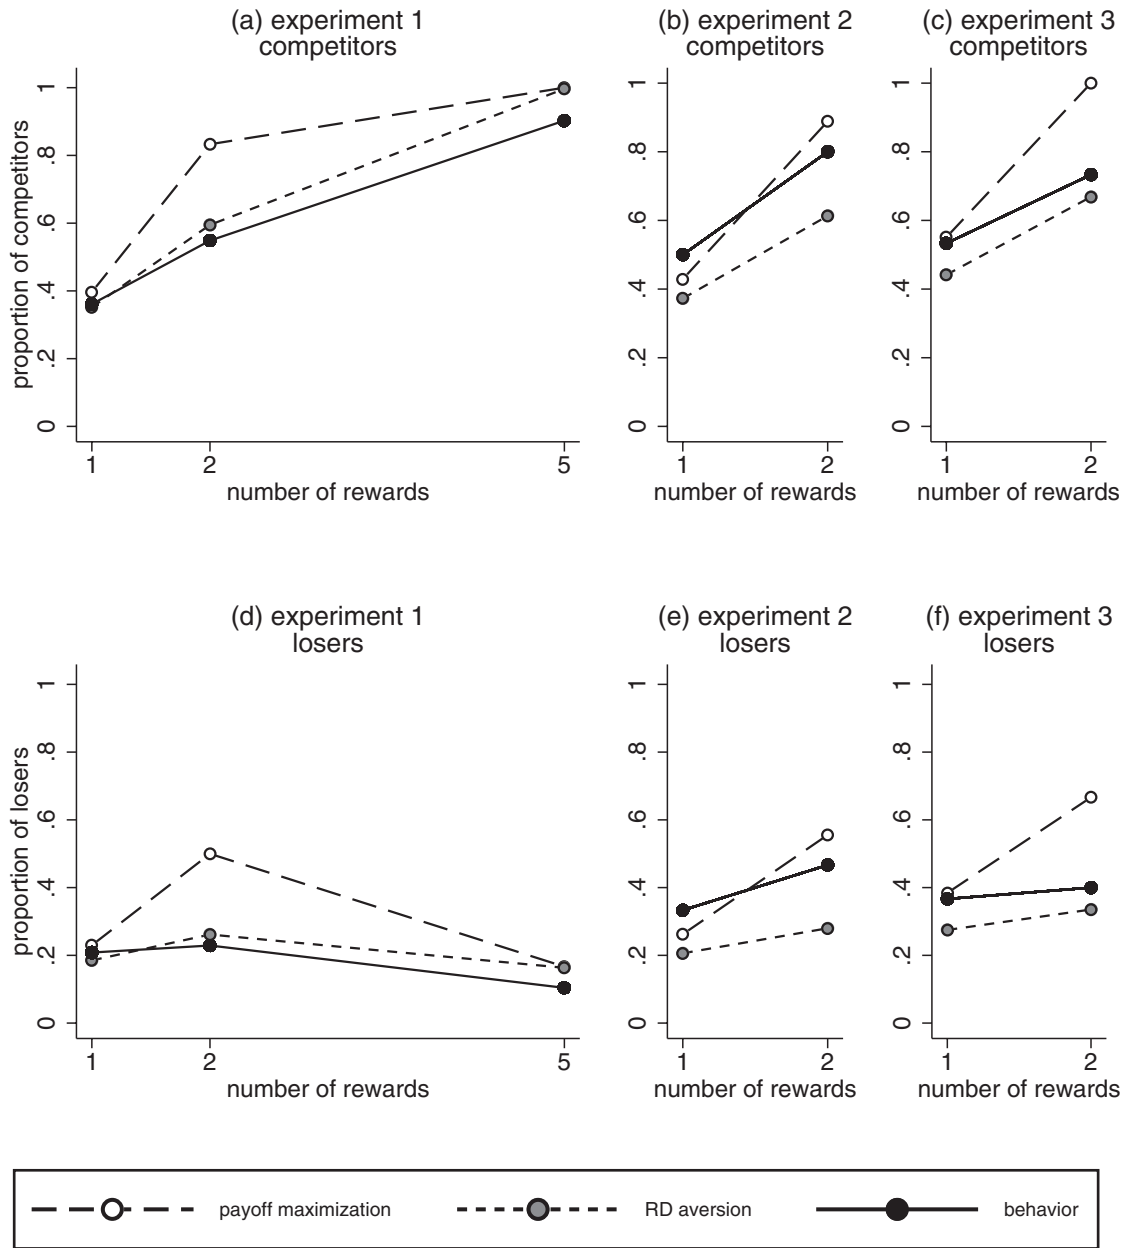 (a) experiment 1
competitors
(b) experiment 2
competitors
(c) experiment 3
competitors
proportion of competitors
1
.8
.6
.4
.2
0
1
2
5
number of rewards
1
.8
.6
.4
.2
0
1
2
number of rewards
1
.8
.6
.4
.2
0
1
2
number of rewards
(d) experiment 1
losers
(e) experiment 2
losers
(f) experiment 3
losers
proportion of losers
1
.8
.6
.4
.2
0
1
2
5
number of rewards
1
.8
.6
.4
.2
0
1
2
number of rewards
1
.8
.6
.4
.2
0
1
2
number of rewards
payoff maximization
RD aversion
behavior